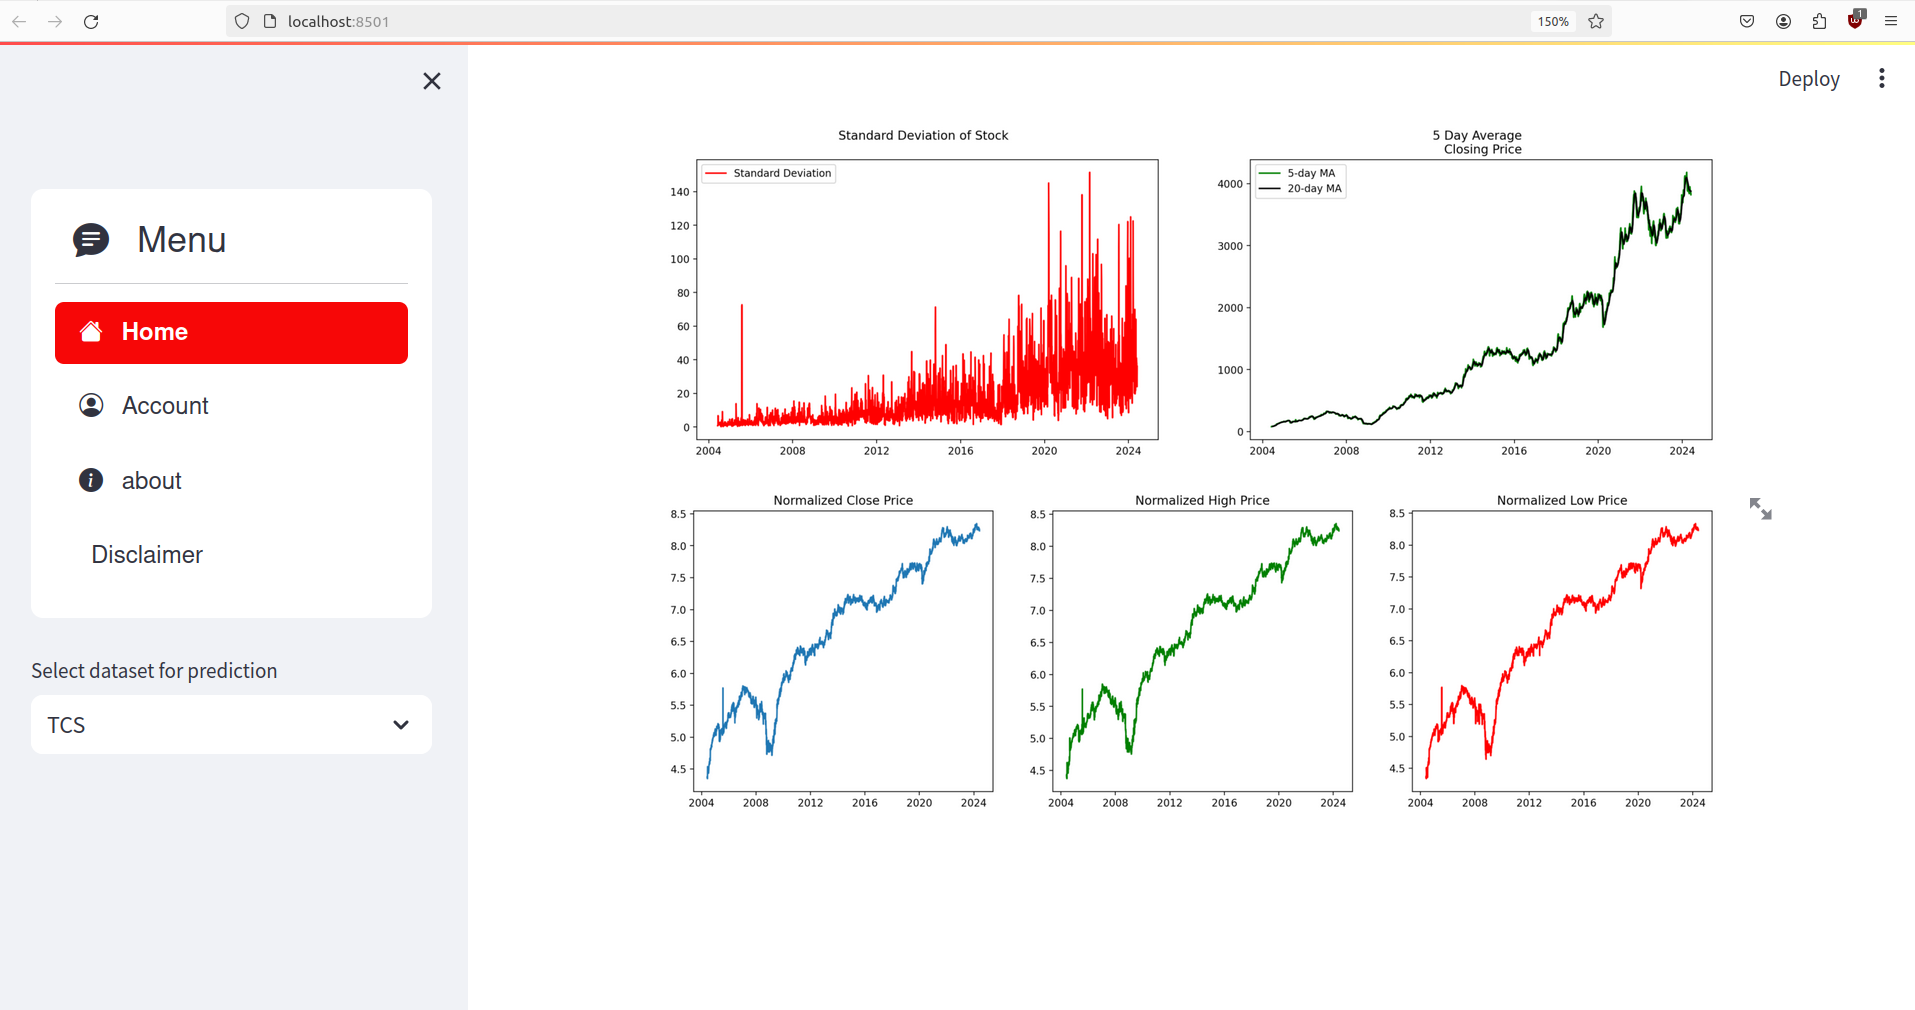 localhost:8501
150%
1
Deploy
Menu
Home
Account
about
Disclaimer
Select dataset for prediction
TCS
Standard Deviation of Stock
Standard Deviation
140
120
100
80
60
40
20
0
2004 2008 2012 2016 2020 2024
5 Day Average
Closing Price
5-day MA
20-day MA
4000
3000
2000
1000
0
2004 2008 2012 2016 2020 2024
Normalized Close Price
8.5
8.0
7.5
7.0
6.5
6.0
5.5
5.0
4.5
2004 2008 2012 2016 2020 2024
Normalized High Price
8.5
8.0
7.5
7.0
6.5
6.0
5.5
5.0
4.5
2004 2008 2012 2016 2020 2024
Normalized Low Price
8.5
8.0
7.5
7.0
6.5
6.0
5.5
5.0
4.5
2004 2008 2012 2016 2020 2024